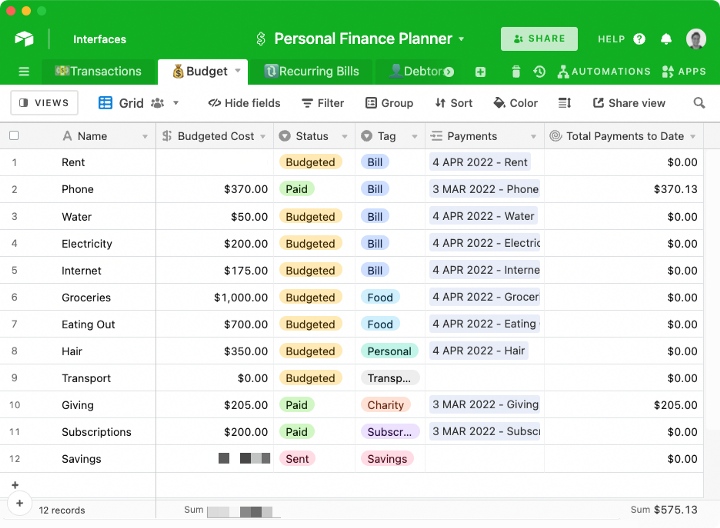 Interfaces Personal Finance Planner SHARE HELP
Transactions Budget Recurring Bills Debtors AUTOMATIONS APPS
VIEWS Grid Hide fields Filter Group Sort Color Share view
Name Budgeted Cost Status Tag Payments Total Payments to Date
1 Rent Budgeted Bill 4 APR 2022 - Rent $0.00
2 Phone $370.00 Paid Bill 3 MAR 2022 - Phone $370.13
3 Water $50.00 Budgeted Bill 4 APR 2022 - Water $0.00
4 Electricity $200.00 Budgeted Bill 4 APR 2022 - Electric $0.00
5 Internet $175.00 Budgeted Bill 4 APR 2022 - Interne $0.00
6 Groceries $1,000.00 Budgeted Food 4 APR 2022 - Grocer $0.00
7 Eating Out $700.00 Budgeted Food 4 APR 2022 - Eating $0.00
8 Hair $350.00 Budgeted Personal 4 APR 2022 - Hair $0.00
9 Transport $0.00 Budgeted Transp... $0.00
10 Giving $205.00 Paid Charity 3 MAR 2022 - Giving $205.00
11 Subscriptions $200.00 Paid Subscr... 3 MAR 2022 - Subsc $0.00
12 Savings Sent Savings $0.00
+
+ 12 records Sum Sum $575.13